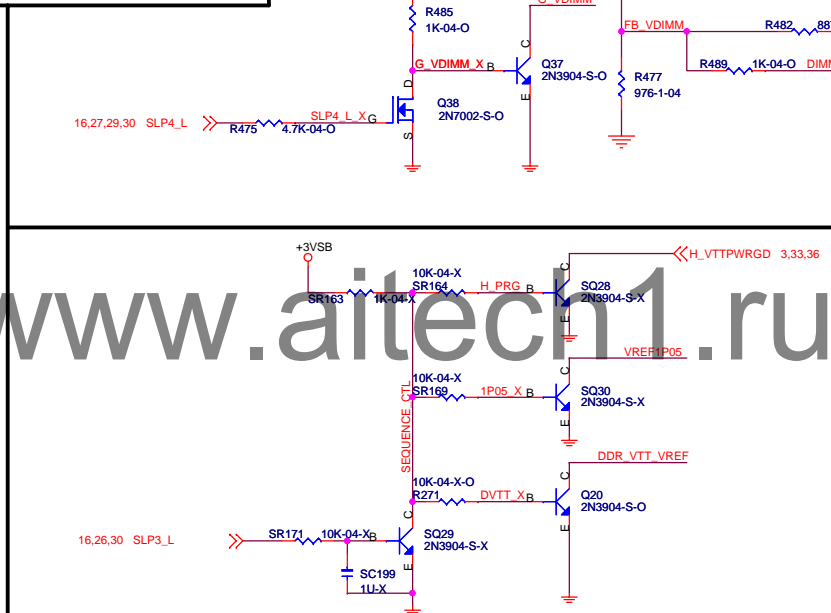 G_VDIMM
R485
1K-04-O
FB_VDIMM
R482 887
G_VDIMM_X B
C
E
Q37
2N3904-S-O
R489 1K-04-O DIMM
R477
976-1-04
D
G
S
Q38
2N7002-S-O
16,27,29,30 SLP4_L
SLP4_L_X
R475 4.7K-04-O
+3VSB
SR163 1K-04-X
10K-04-X
SR164
H_PRG B
C
E
SQ28
2N3904-S-X
H_VTTPWRGD 3,33,36
www.aitech1.ru
VREF1P05
10K-04-X
SR169
1P05_X B
C
E
SQ30
2N3904-S-X
SEQUENCE_CTL
DDR_VTT_VREF
10K-04-X-O
R271
DVTT_X B
C
E
Q20
2N3904-S-O
16,26,30 SLP3_L
SR171 10K-04-X B
C
E
SQ29
2N3904-S-X
SC199
1U-X